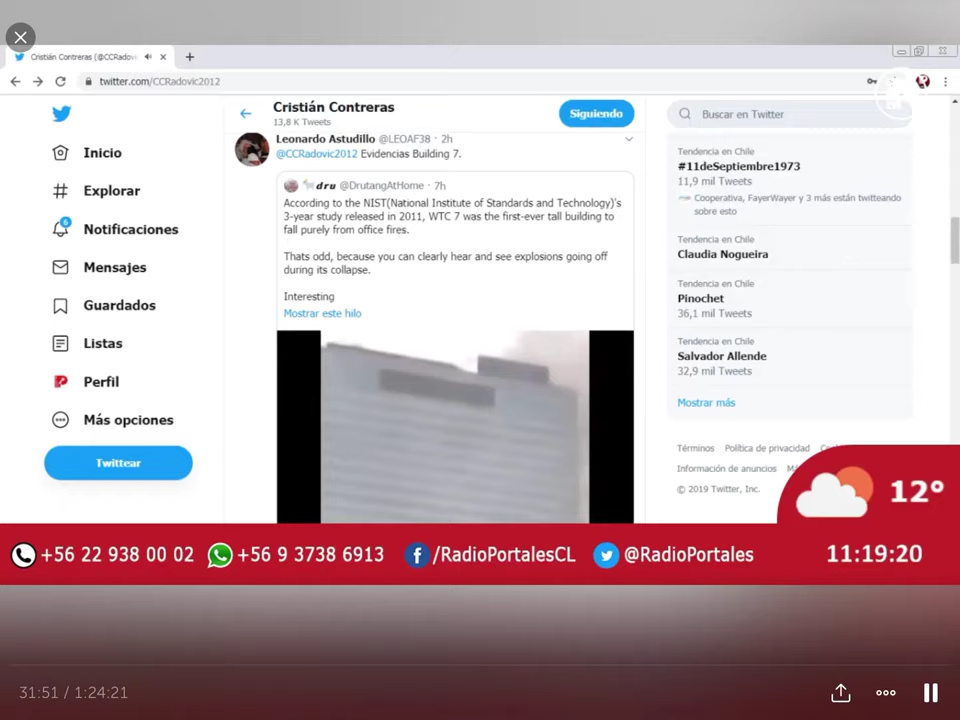 Cristián Contreras (@CCRadovi
twitter.com/CCRadovic2012
Inicio
Explorar
6
Notificaciones
Mensajes
Guardados
Listas
Perfil
Más opciones
Twittear
Cristián Contreras
13,8 K Tweets
Siguiendo
Leonardo Astudillo @LEOAF38 · 2h
@CCRadovic2012 Evidencias Building 7.
dru @DrutangAtHome · 7h
According to the NIST(National Institute of Standards and Technology)'s
3-year study released in 2011, WTC 7 was the first-ever tall building to
fall purely from office fires.
Thats odd, because you can clearly hear and see explosions going off
during its collapse.
Interesting
Mostrar este hilo
Buscar en Twitter
Tendencia en Chile
#11deSeptiembre1973
11,9 mil Tweets
Cooperativa, FayerWayer y 3 más están twitteando
sobre esto
Tendencia en Chile
Claudia Nogueira
Tendencia en Chile
Pinochet
36,1 mil Tweets
Tendencia en Chile
Salvador Allende
32,9 mil Tweets
Mostrar más
Términos Política de privacidad
Información de anuncios
© 2019 Twitter, Inc.
12°
+56 22 938 00 02 +56 9 3738 6913 /RadioPortalesCL @RadioPortales 11:19:20
31:51 / 1:24:21